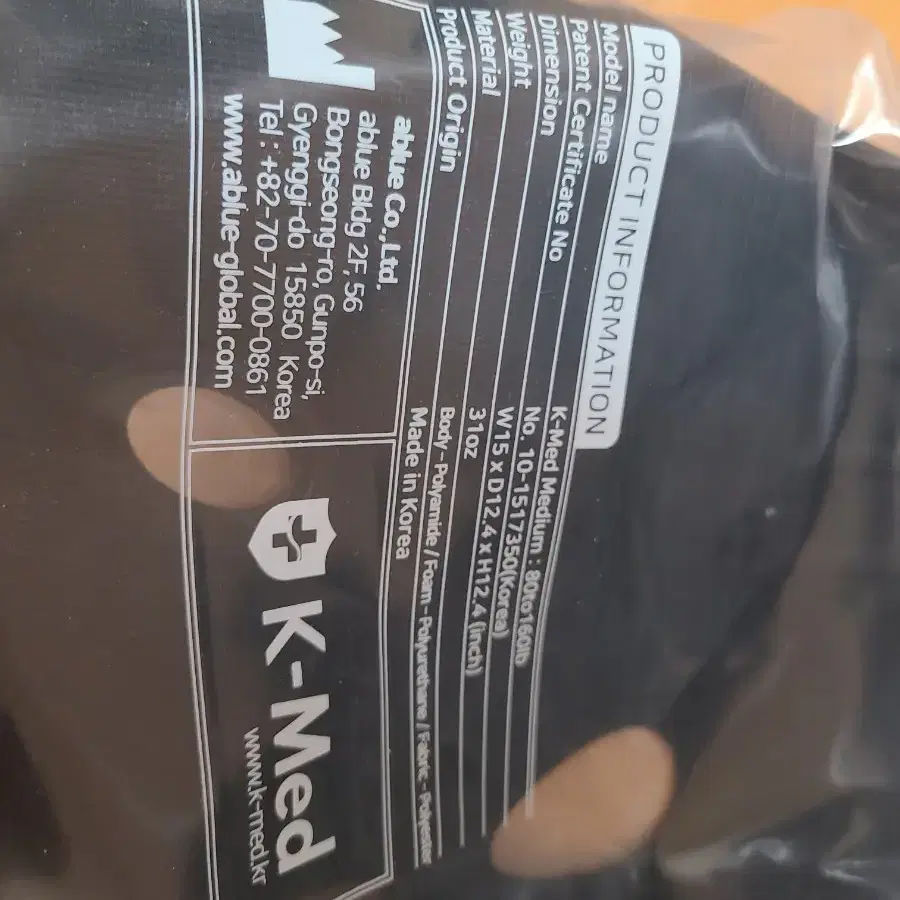 PRODUCT INFORMATION
Model name K-Med Medium : 80to160lb
Patent Certificate No No. 10-1517350(Korea)
Dimension W15 x D12.4 x H12.4 (inch)
Weight 31oz
Material Body - Polyamide / Foam - Polyurethane / Fabric - Polyester
Product Origin Made in Korea
ablue Co.,Ltd.
ablue Bldg 2F, 56
Bongseong-ro, Gunpo-si,
Gyenggi-do 15850 Korea
Tel : +82-70-7700-0861
www.ablue-global.com
K-Med
www.k-med.kr